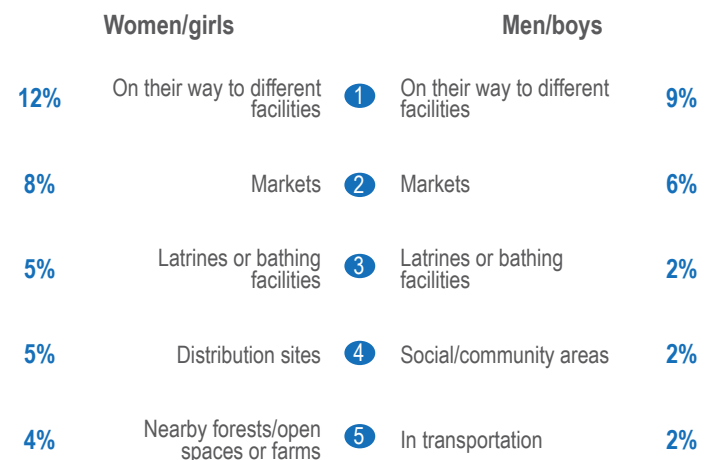 Women/girls Men/boys
12% On their way to different facilities 1 On their way to different facilities 9%
8% Markets 2 Markets 6%
5% Latrines or bathing facilities 3 Latrines or bathing facilities 2%
5% Distribution sites 4 Social/community areas 2%
4% Nearby forests/open spaces or farms 5 In transportation 2%